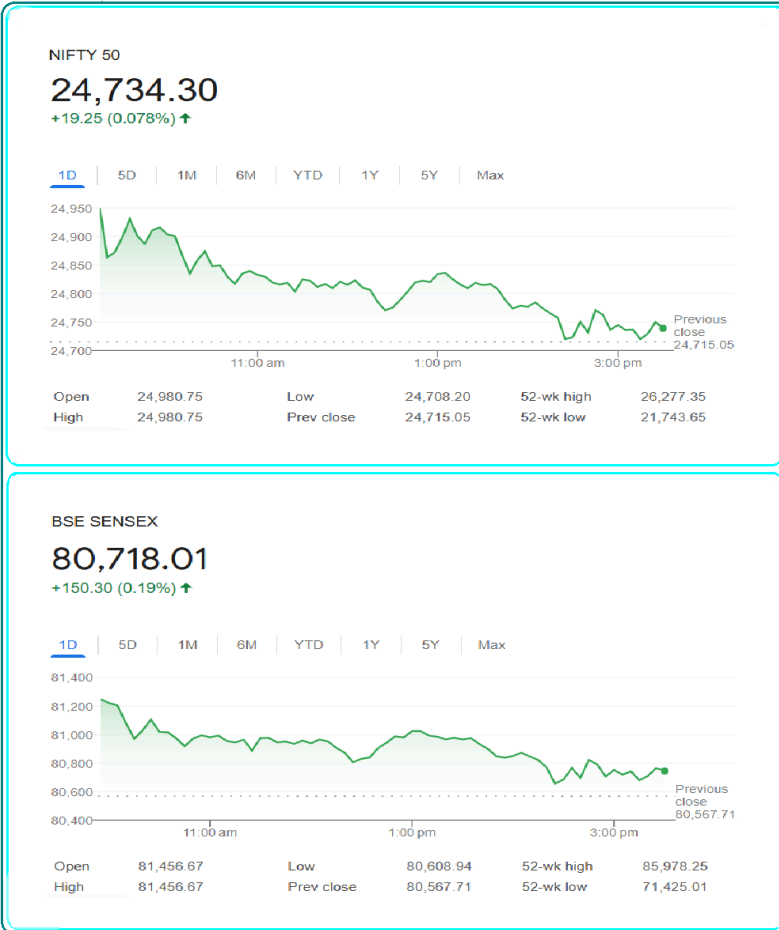 NIFTY 50
24,734.30
+19.25 (0.078%) ↑
1D 5D 1M 6M YTD 1Y 5Y Max
24,950
24,900
24,850
24,800
24,750
24,700
Previous
close
24,715.05
11:00 am 1:00 pm 3:00 pm
Open 24,980.75 Low 24,708.20 52-wk high 26,277.35
High 24,980.75 Prev close 24,715.05 52-wk low 21,743.65
BSE SENSEX
80,718.01
+150.30 (0.19%) ↑
1D 5D 1M 6M YTD 1Y 5Y Max
81,400
81,200
81,000
80,800
80,600
80,400
Previous
close
80,567.71
11:00 am 1:00 pm 3:00 pm
Open 81,456.67 Low 80,608.94 52-wk high 85,978.25
High 81,456.67 Prev close 80,567.71 52-wk low 71,425.01